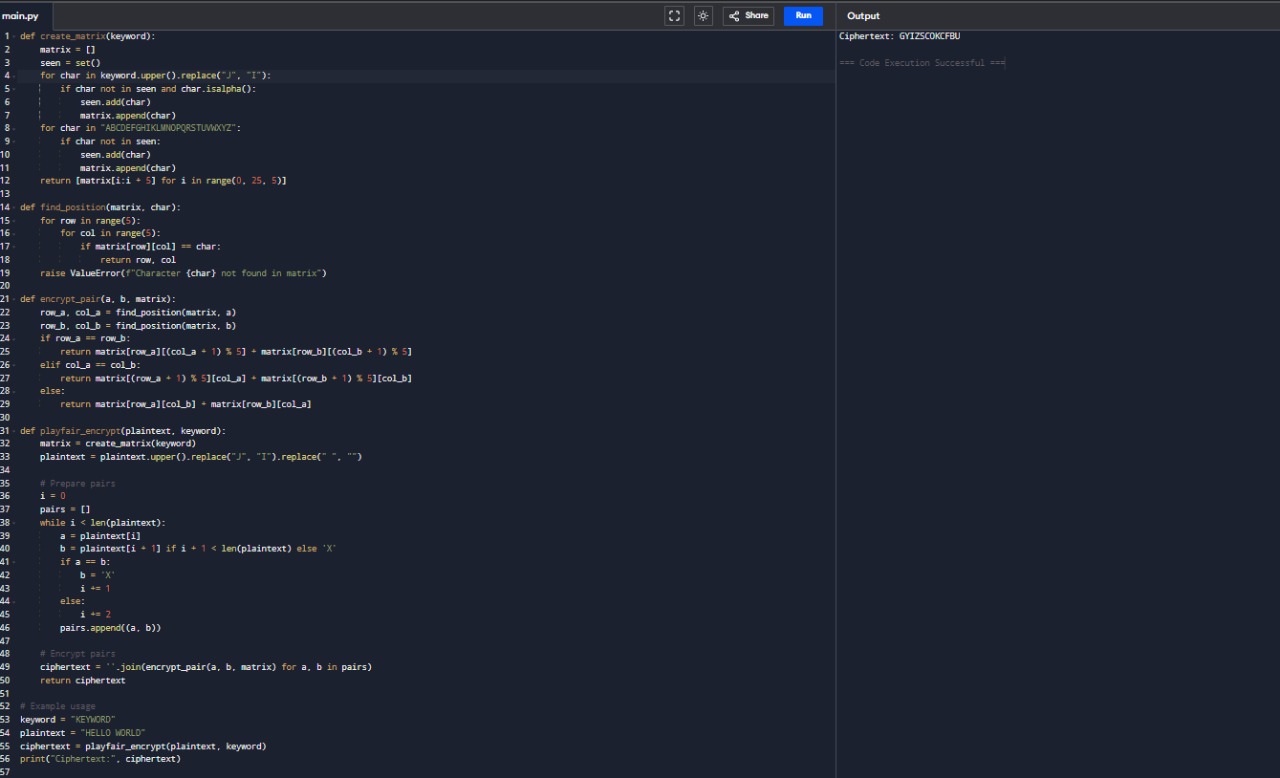 main.py
Share
Run
Output
1 def create_matrix(keyword):
2 matrix = []
3 seen = set()
4 for char in keyword.upper().replace("J", "I"):
5 if char not in seen and char.isalpha():
6 seen.add(char)
7 matrix.append(char)
8 for char in "ABCDEFGHIKLMNOPQRSTUVWXYZ":
9 if char not in seen:
10 seen.add(char)
11 matrix.append(char)
12 return [matrix[i:i + 5] for i in range(0, 25, 5)]
13
14 def find_position(matrix, char):
15 for row in range(5):
16 for col in range(5):
17 if matrix[row][col] == char:
18 return row, col
19 raise ValueError(f"Character {char} not found in matrix")
20
21 def encrypt_pair(a, b, matrix):
22 row_a, col_a = find_position(matrix, a)
23 row_b, col_b = find_position(matrix, b)
24 if row_a == row_b:
25 return matrix[row_a][(col_a + 1) % 5] + matrix[row_b][(col_b + 1) % 5]
26 elif col_a == col_b:
27 return matrix[(row_a + 1) % 5][col_a] + matrix[(row_b + 1) % 5][col_b]
28 else:
29 return matrix[row_a][col_b] + matrix[row_b][col_a]
30
31 def playfair_encrypt(plaintext, keyword):
32 matrix = create_matrix(keyword)
33 plaintext = plaintext.upper().replace("J", "I").replace(" ", "")
34
35 # Prepare pairs
36 i = 0
37 pairs = []
38 while i < len(plaintext):
39 a = plaintext[i]
40 b = plaintext[i + 1] if i + 1 < len(plaintext) else 'X'
41 if a == b:
42 b = 'X'
43 i += 1
44 else:
45 i += 2
46 pairs.append((a, b))
47
48 # Encrypt pairs
49 ciphertext = ''.join(encrypt_pair(a, b, matrix) for a, b in pairs)
50 return ciphertext
51
52 # Example usage
53 keyword = "KEYWORD"
54 plaintext = "HELLO WORLD"
55 ciphertext = playfair_encrypt(plaintext, keyword)
56 print("Ciphertext:", ciphertext)
57
Ciphertext: GYIZSCOKCFBU
=== Code Execution Successful ===